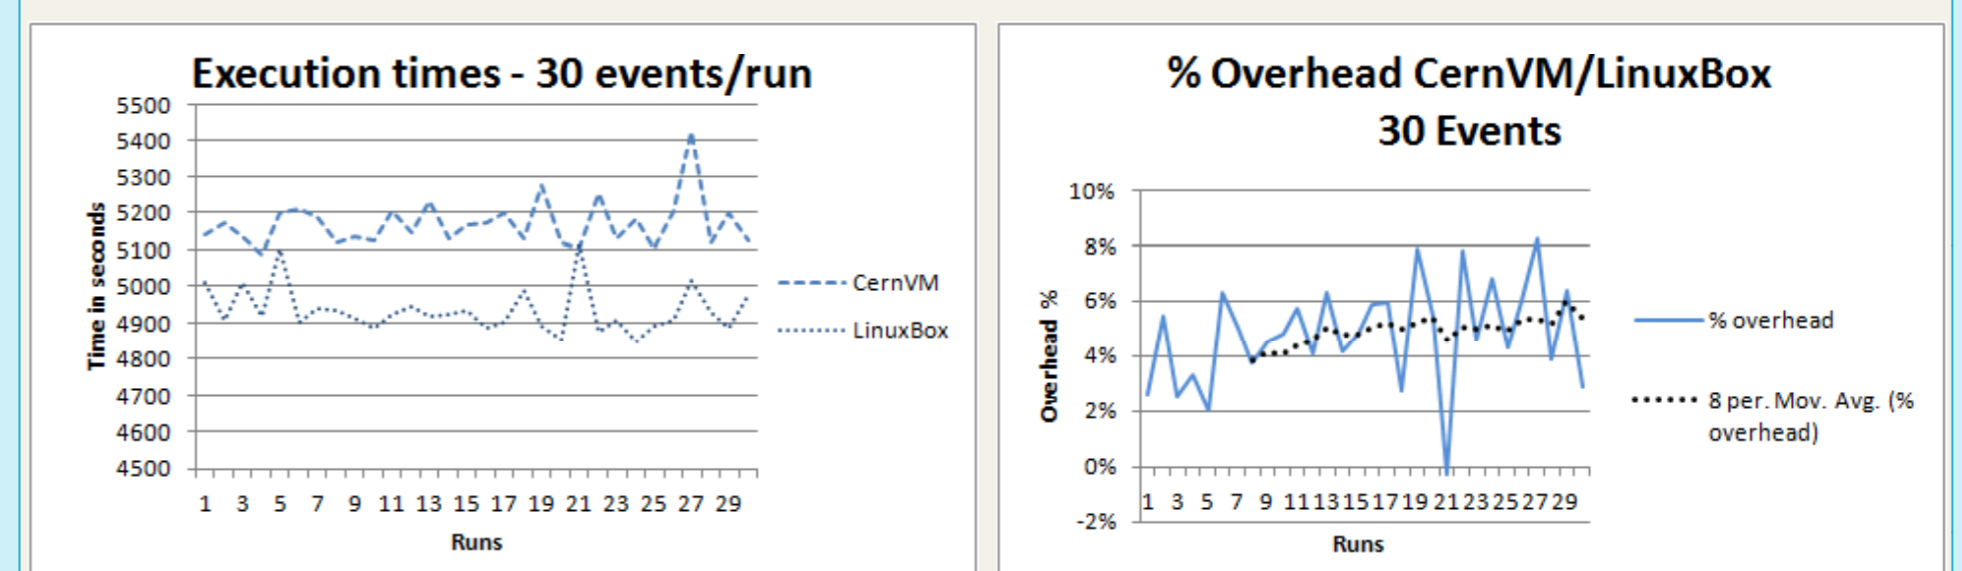 Execution times - 30 events/run
5500
5400
5300
5200
5100
5000
4900
4800
4700
4600
4500
Time in seconds
1 3 5 7 9 11 13 15 17 19 21 23 25 27 29
Runs
CernVM
LinuxBox
% Overhead CernVM/LinuxBox
30 Events
10%
8%
6%
4%
2%
0%
-2%
Overhead %
1 3 5 7 9 11 13 15 17 19 21 23 25 27 29
Runs
% overhead
8 per. Mov. Avg. (%
overhead)